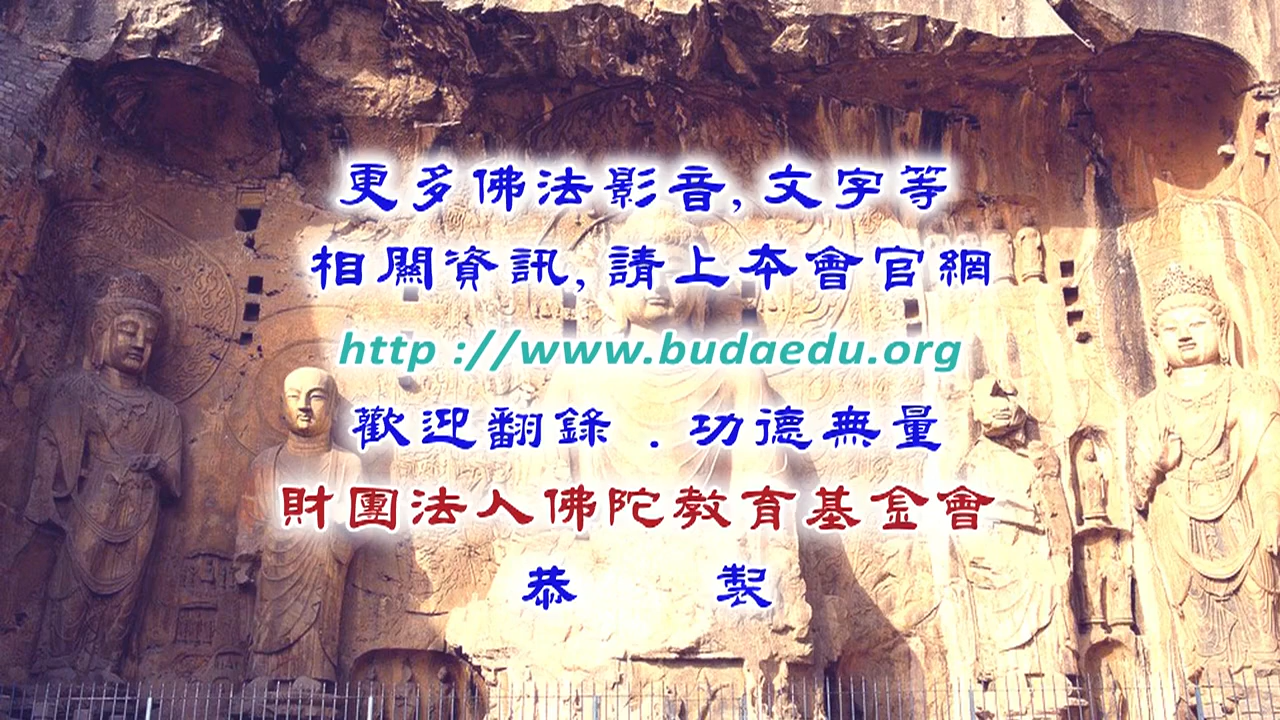 更多佛法影音,文字等
相關資訊,請上本會官網
http ://www.budaedu.org
歡迎翻錄 . 功德無量
財團法人佛陀教育基金會
恭 製